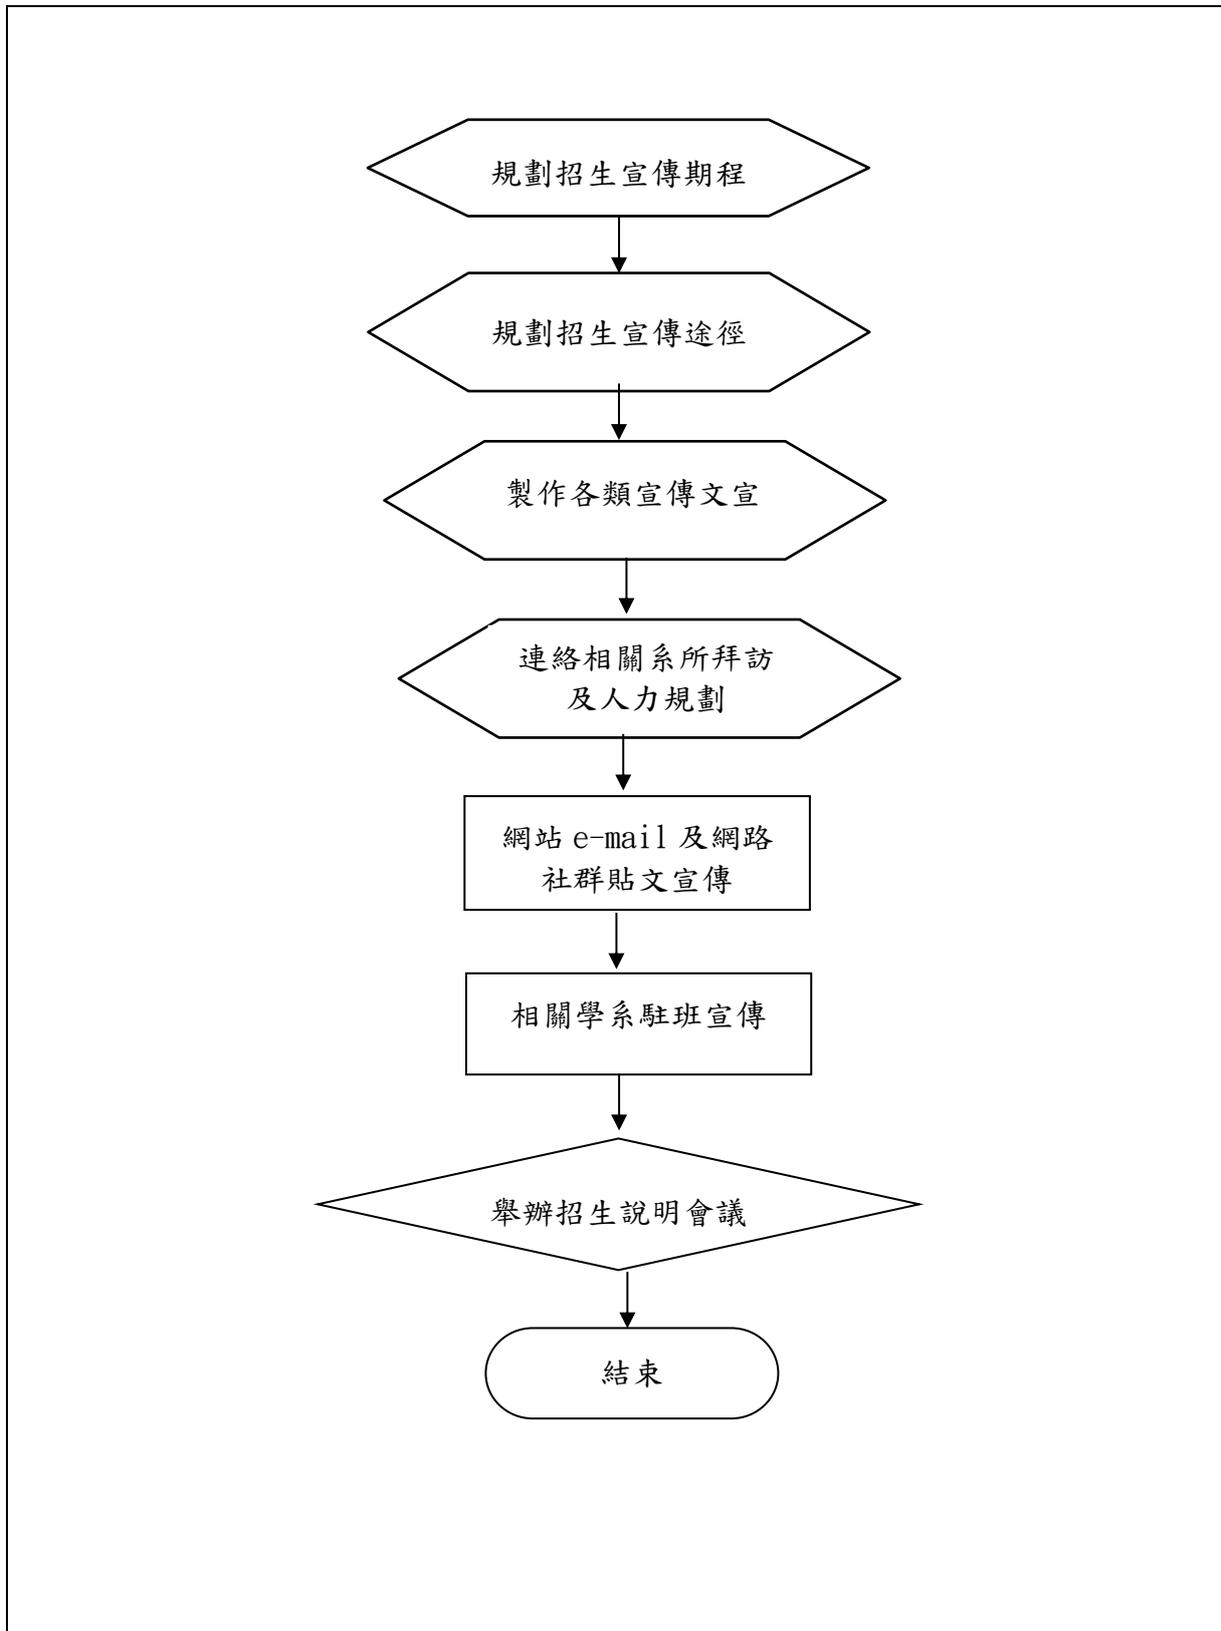 規劃招生宣傳期程
規劃招生宣傳途徑
製作各類宣傳文宣
連絡相關系所拜訪
及人力規劃
網站 e-mail 及網路
社群貼文宣傳
相關學系駐班宣傳
舉辦招生說明會議
結束